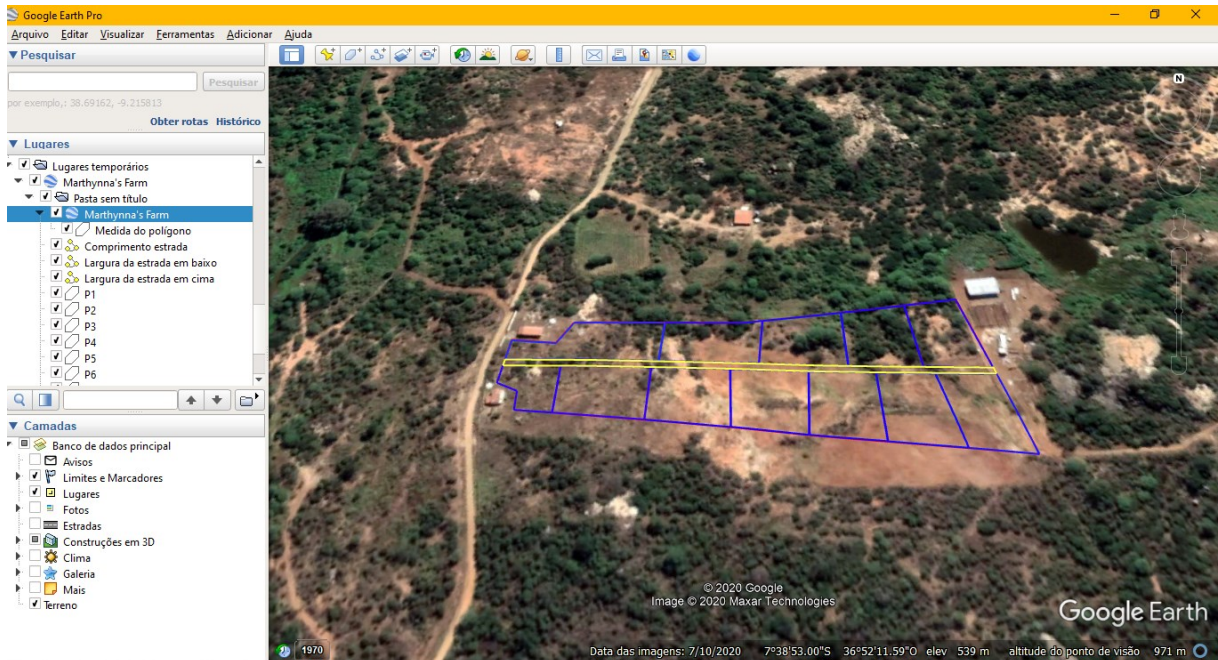 Google Earth Pro
Arquivo Editar Visualizar Ferramentas Adicionar Ajuda
▼ Pesquisar
Pesquisar
por exemplo,: 38.69162, -9.215813
Obter rotas Histórico
▼ Lugares
Lugares temporários
Marthynna's Farm
Pasta sem título
Marthynna's Farm
Medida do polígono
Comprimento estrada
Largura da estrada em baixo
Largura da estrada em cima
P1
P2
P3
P4
P5
P6
▼ Camadas
Banco de dados principal
Avisos
Limites e Marcadores
Lugares
Fotos
Estradas
Construções em 3D
Clima
Galeria
Mais
Terreno
N
© 2020 Google
Image © 2020 Maxar Technologies
Google Earth
1970
Data das imagens: 7/10/2020 7°38'53.00"S 36°52'11.59"O elev 539 m altitude do ponto de visão 971 m